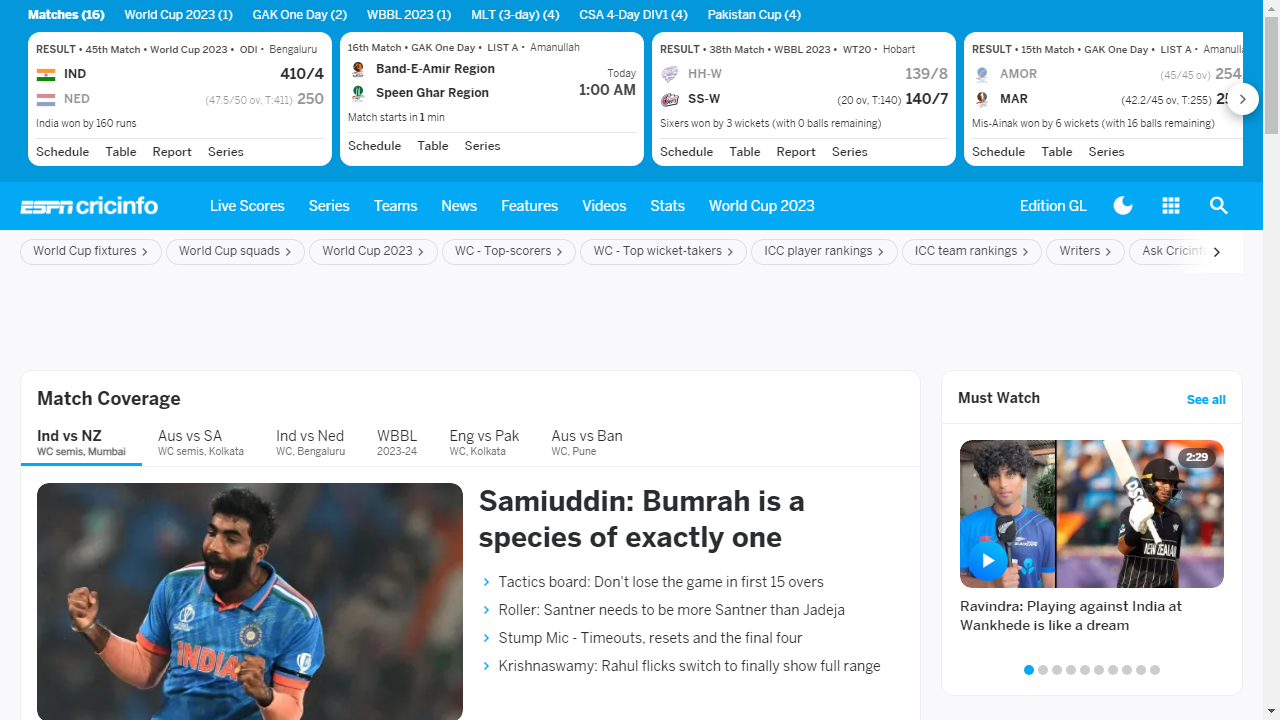 Matches (16) World Cup 2023 (1) GAK One Day (2) WBBL 2023 (1) MLT (3-day) (4) CSA 4-Day DIV1 (4) Pakistan Cup (4)
RESULT • 45th Match • World Cup 2023 • ODI • Bengaluru
IND 410/4
NED (47.5/50 ov, T:411) 250
India won by 160 runs
Schedule Table Report Series
16th Match • GAK One Day • LIST A • Amanullah
Band-E-Amir Region
Speen Ghar Region
Today
1:00 AM
Match starts in 1 min
Schedule Table Series
RESULT • 38th Match • WBBL 2023 • WT20 • Hobart
HH-W 139/8
SS-W (20 ov, T:140) 140/7
Sixers won by 3 wickets (with 0 balls remaining)
Schedule Table Report Series
RESULT • 15th Match • GAK One Day • LIST A •
AMOR (45/45 ov) 254
MAR (42.2/45 ov, T:255)
Mis-Ainak won by 6 wickets (with 16 balls remaining)
Schedule Table Series
ESPN cricinfo Live Scores Series Teams News Features Videos Stats World Cup 2023 Edition GL
World Cup fixtures World Cup squads World Cup 2023 WC - Top-scorers WC - Top wicket-takers ICC player rankings ICC team rankings Writers Ask
Match Coverage
Ind vs NZ
WC semis, Mumbai
Aus vs SA
WC semis, Kolkata
Ind vs Ned
WC, Bengaluru
WBBL
2023-24
Eng vs Pak
WC, Kolkata
Aus vs Ban
WC, Pune
INDIA
Samiuddin: Bumrah is a
species of exactly one
Tactics board: Don't lose the game in first 15 overs
Roller: Santner needs to be more Santner than Jadeja
Stump Mic - Timeouts, resets and the final four
Krishnaswamy: Rahul flicks switch to finally show full range
Must Watch See all
2:29
NEW ZEALAND
Ravindra: Playing against India at
Wankhede is like a dream